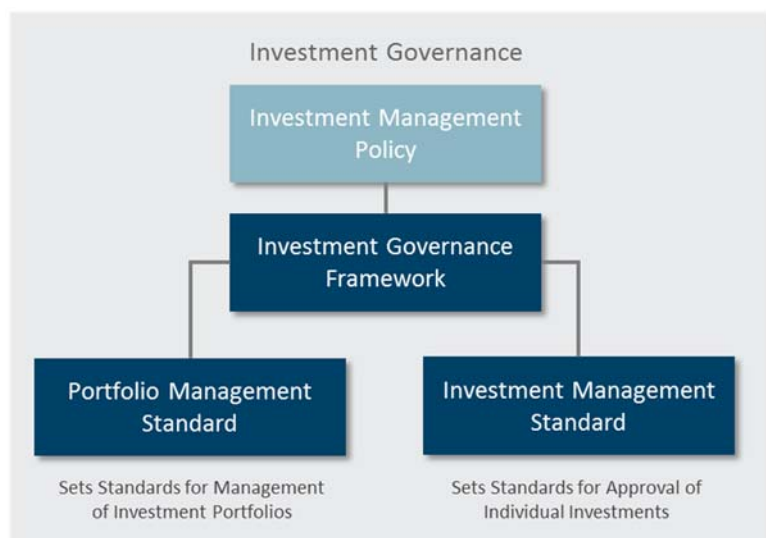 Investment Governance
Investment Management
Policy
Investment Governance
Framework
Portfolio Management
Standard
Investment Management
Standard
Sets Standards for Management
of Investment Portfolios
Sets Standards for Approval of
Individual Investments